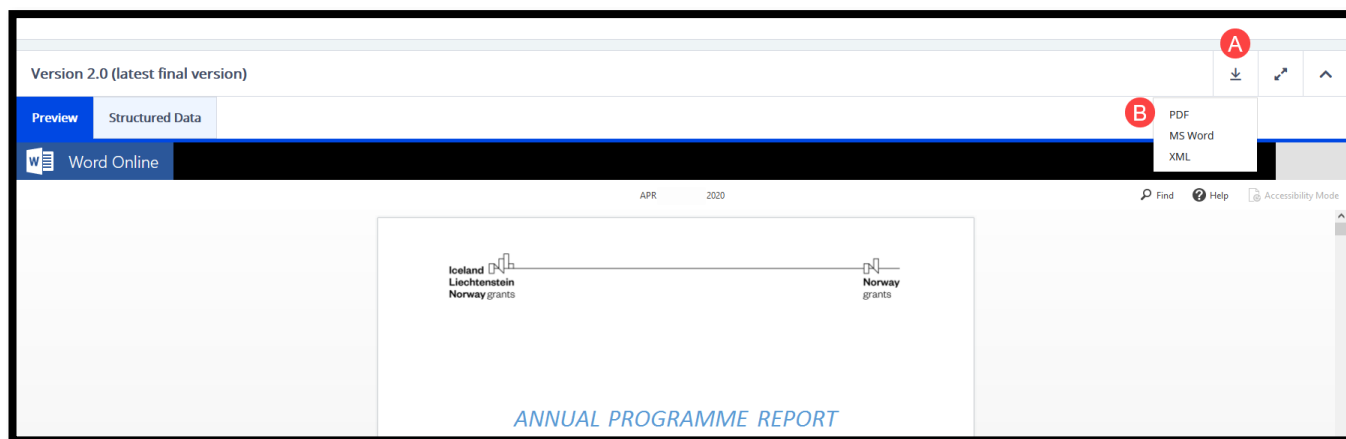 A
Version 2.0 (latest final version)
Preview Structured Data
B PDF
MS Word
XML
W Word Online
APR 2020
Find Help Accessibility Mode
Iceland
Liechtenstein
Norway grants
Norway
grants
ANNUAL PROGRAMME REPORT